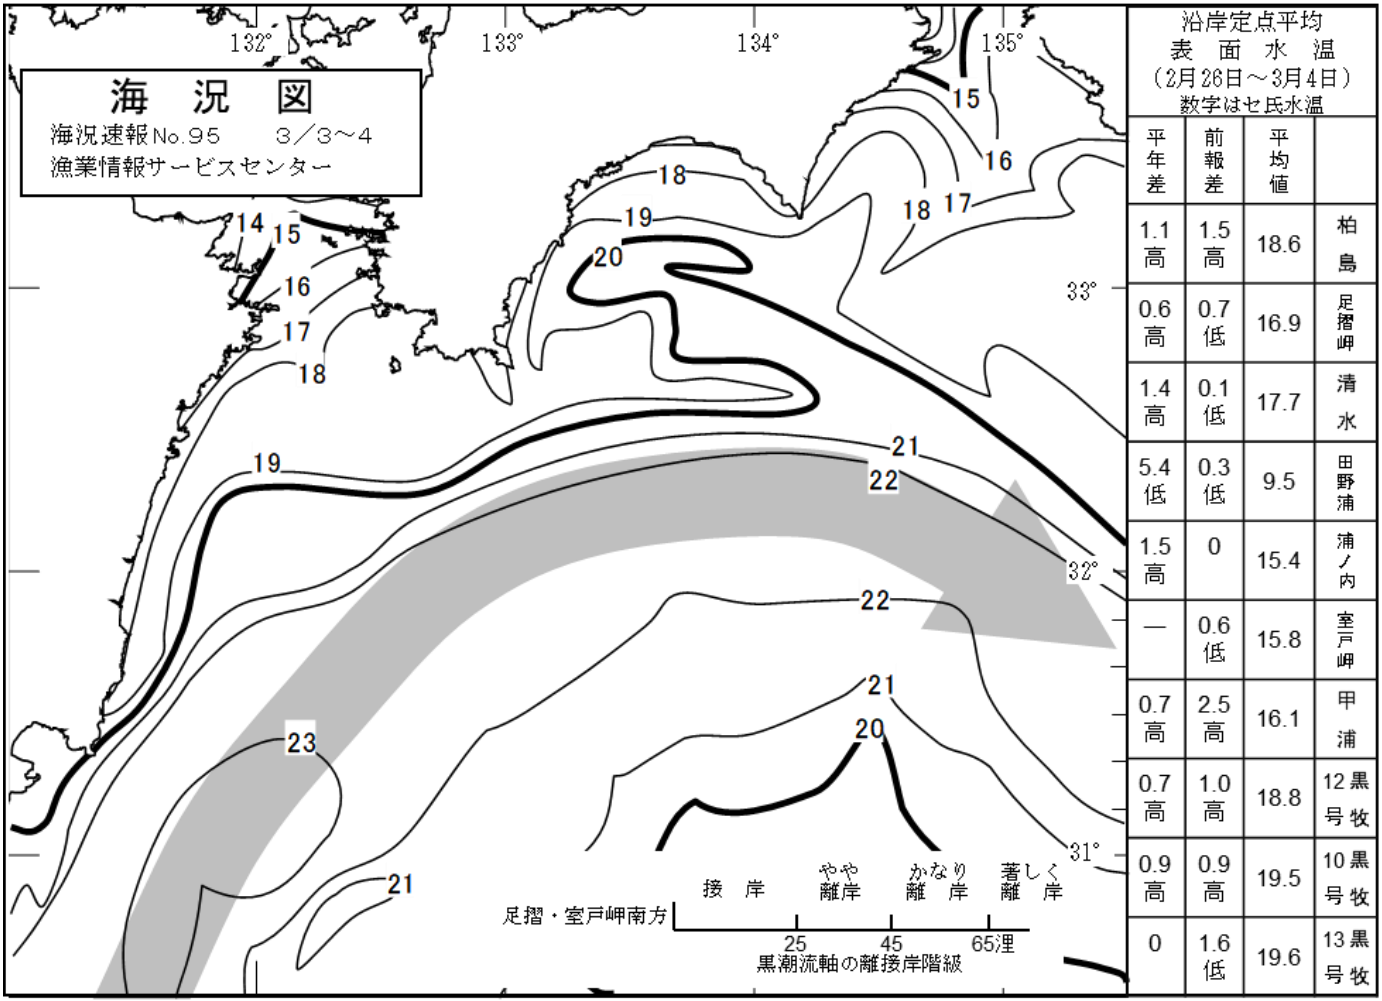 132°
133°
134°
135°
海 況 図
海況速報No.95 3/3～4
漁業情報サービスセンター
15
16
17
18
18
19
20
14
15
16
17
18
33°
19
21
22
32°
22
21
20
23
31°
21
接 岸
やや
離岸
かなり
離 岸
著しく
離 岸
足摺・室戸岬南方
25 45 65浬
黒潮流軸の離接岸階級
沿岸定点平均
表 面 水 温
(2月26日～3月4日)
数字はセ氏水温
平年差 前報差 平均値
1.1高 1.5高 18.6 柏島
0.6高 0.7低 16.9 足摺岬
1.4高 0.1低 17.7 清水
5.4低 0.3低 9.5 田野浦
1.5高 0 15.4 浦ノ内
― 0.6低 15.8 室戸岬
0.7高 2.5高 16.1 甲浦
0.7高 1.0高 18.8 黒牧12号
0.9高 0.9高 19.5 黒牧10号
0 1.6低 19.6 黒牧13号